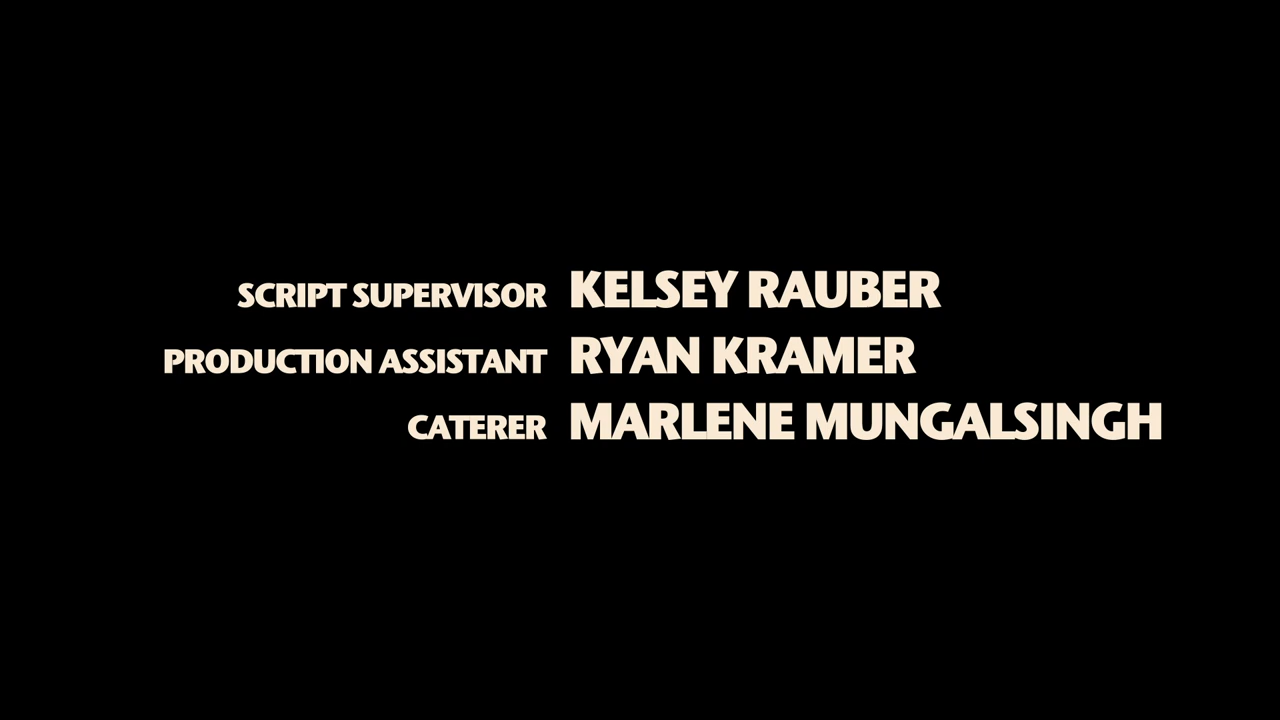 SCRIPT SUPERVISOR KELSEY RAUBER
PRODUCTION ASSISTANT RYAN KRAMER
CATERER MARLENE MUNGALSINGH